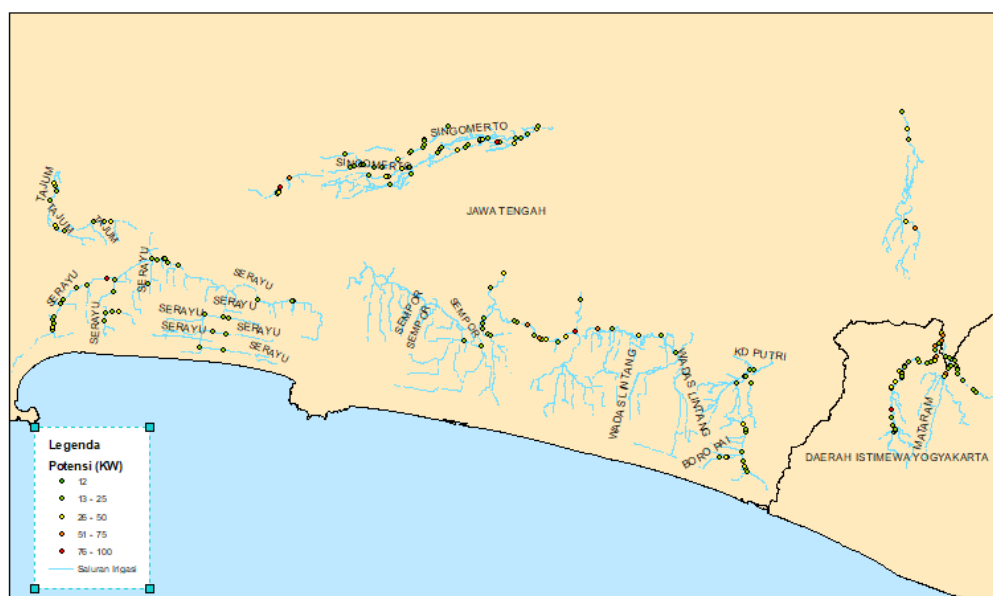 SINGOMERTO
SINGOMERTO
TAJUM
TAJUM
TAJUM
JAWA TENGAH
SERAYU
SERAYU
SERAYU
SERAYU
SERAYU
SERAYU
SERAYU
SERAYU
SERAYU
SEMPOR
SEMPOR
SEMPOR
WADAS LINTANG
WADAS LINTANG
KD PUTRI
BORO PAI
MATARAM
DAERAH ISTIMEWA YOGYAKARTA
Legenda
Potensi (KW)
12
13 - 25
26 - 50
51 - 75
76 - 100
Saluran Irigasi